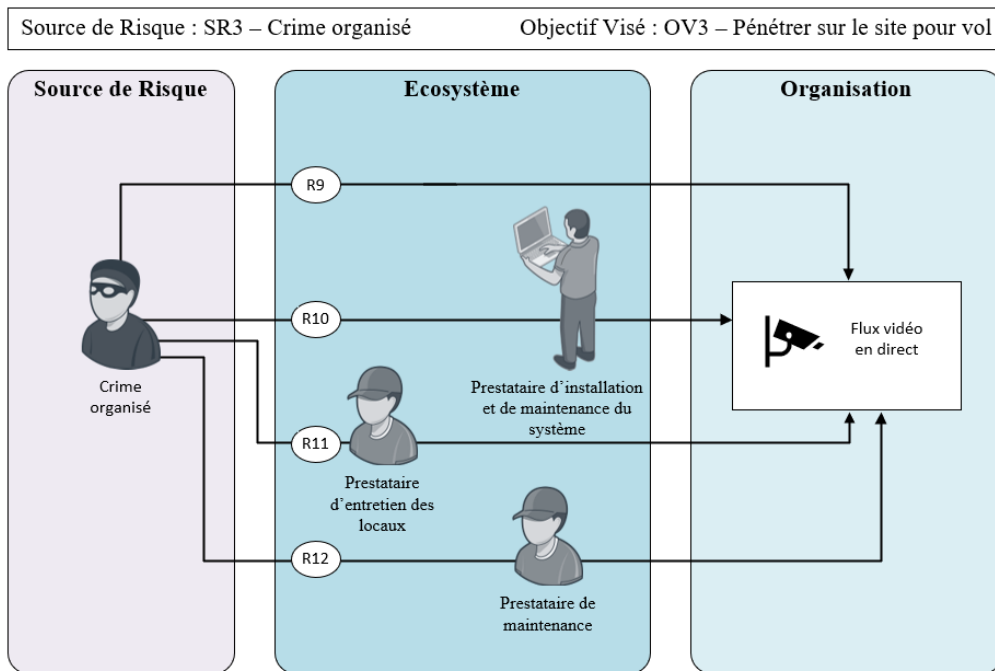 Source de Risque : SR3 – Crime organisé
Objectif Visé : OV3 – Pénétrer sur le site pour vol
Source de Risque
Ecosystème
Organisation
R9
R10
Flux vidéo
en direct
Crime
organisé
Prestataire d’installation
et de maintenance du
système
R11
Prestataire
d’entretien des
locaux
R12
Prestataire de
maintenance